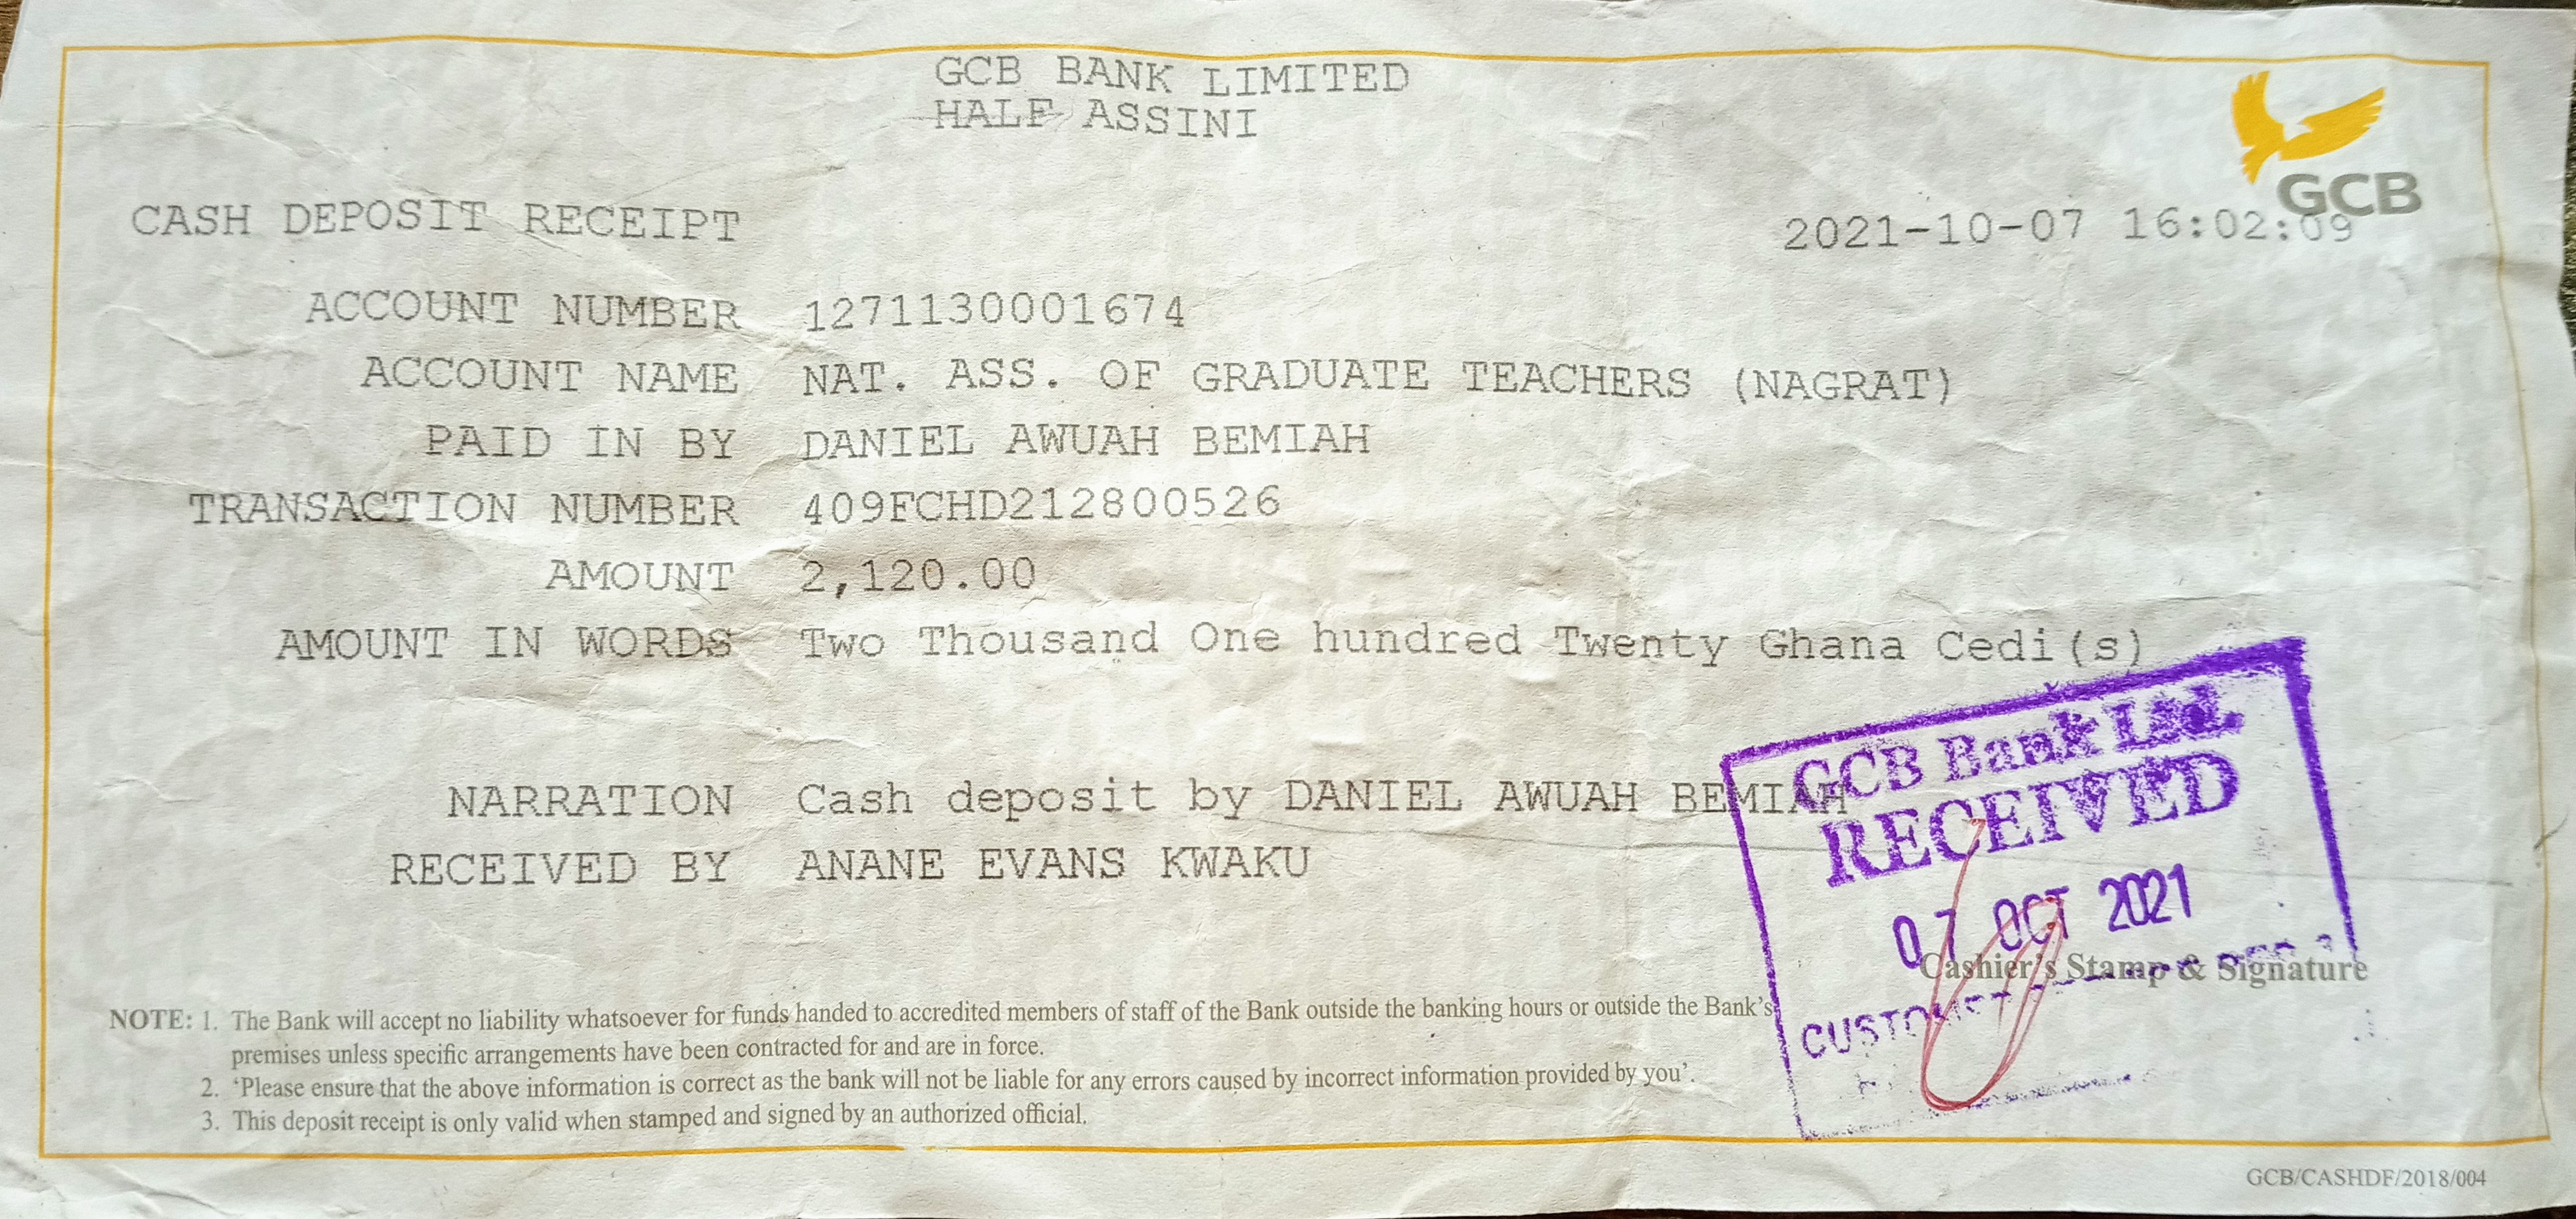 GCB BANK LIMITED
HALF ASSINI
GCB
CASH DEPOSIT RECEIPT 2021-10-07 16:02:09
ACCOUNT NUMBER 1271130001674
ACCOUNT NAME NAT. ASS. OF GRADUATE TEACHERS (NAGRAT)
PAID IN BY DANIEL AWUAH BEMIAH
TRANSACTION NUMBER 409FCHD212800526
AMOUNT 2,120.00
AMOUNT IN WORDS Two Thousand One hundred Twenty Ghana Cedi(s)
NARRATION Cash deposit by DANIEL AWUAH BEMIAH
RECEIVED BY ANANE EVANS KWAKU
GCB Bank Ltd.
RECEIVED
07 OCT 2021
Cashier's Stamp & Signature
NOTE: 1. The Bank will accept no liability whatsoever for funds handed to accredited members of staff of the Bank outside the banking hours or outside the Bank's
premises unless specific arrangements have been contracted for and are in force.
2. 'Please ensure that the above information is correct as the bank will not be liable for any errors caused by incorrect information provided by you'.
3. This deposit receipt is only valid when stamped and signed by an authorized official.
GCB/CASHDF/2018/004